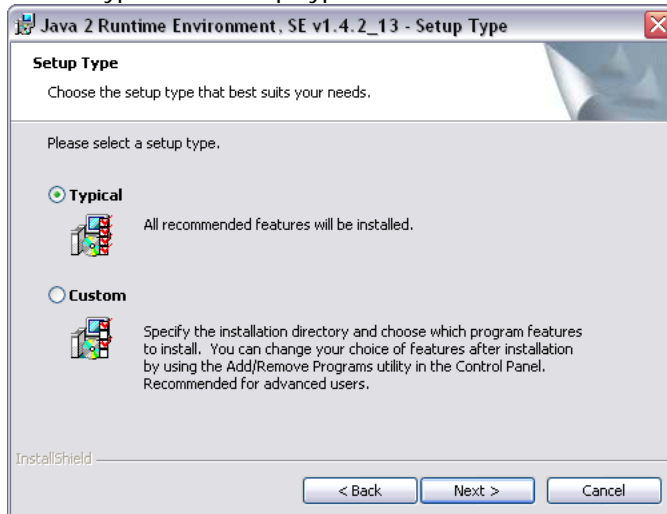 Java 2 Runtime Environment, SE v1.4.2_13 - Setup Type
Setup Type
Choose the setup type that best suits your needs.
Please select a setup type.
Typical
All recommended features will be installed.
Custom
Specify the installation directory and choose which program features
to install. You can change your choice of features after installation
by using the Add/Remove Programs utility in the Control Panel.
Recommended for advanced users.
InstallShield
< Back
Next >
Cancel